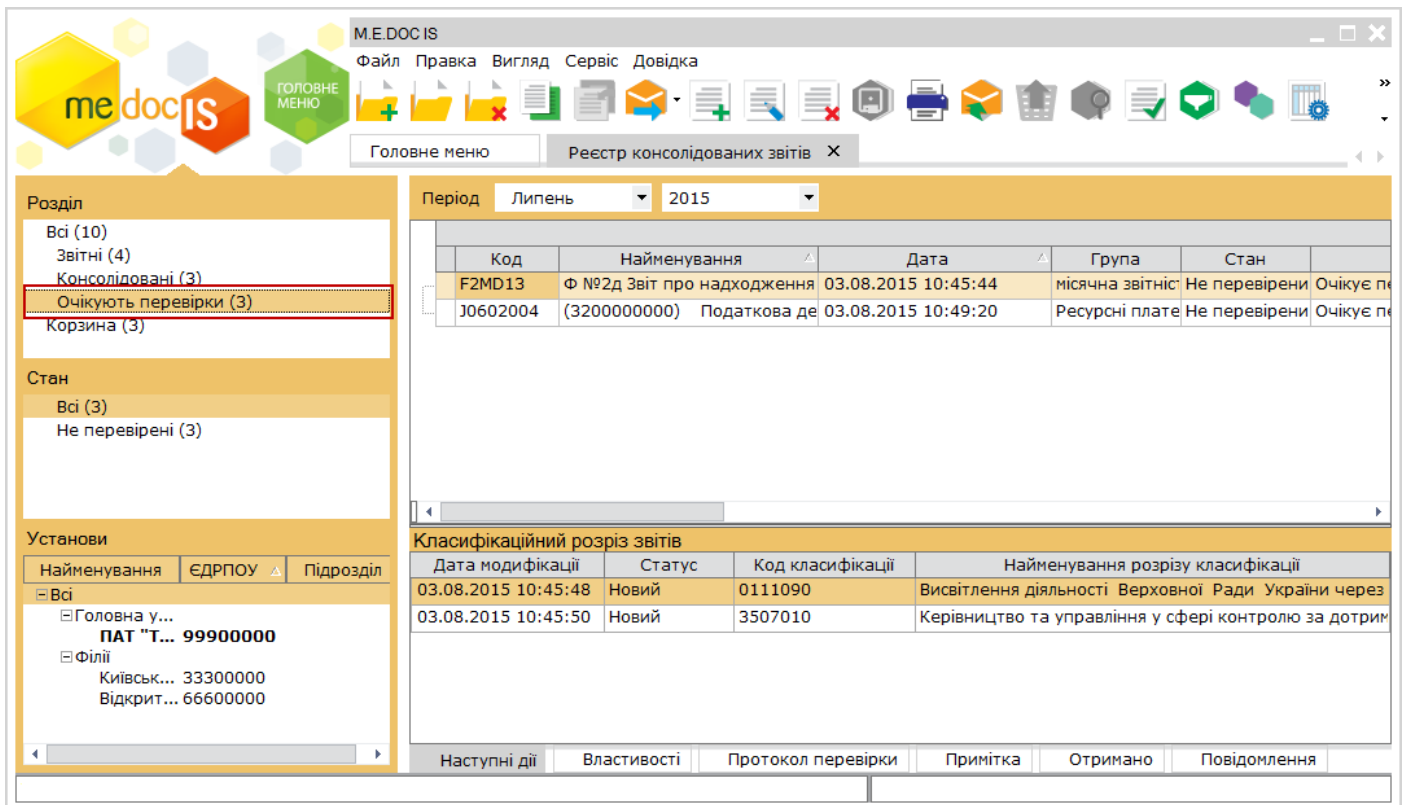 M.E.DOC IS
Файл Правка Вигляд Сервіс Довідка
me doc IS
ГОЛОВНЕ
МЕНЮ
Головне меню
Реєстр консолідованих звітів
Розділ
Всі (10)
Звітні (4)
Консолідовані (3)
Очікують перевірки (3)
Корзина (3)
Стан
Всі (3)
Не перевірені (3)
Установи
Найменування ЄДРПОУ Підрозділ
Всі
Головна у...
ПАТ "Т... 99900000
Філії
Київськ... 33300000
Відкрит... 66600000
Період Липень 2015
Код Найменування Дата Група Стан
F2MD13 Ф №2д Звіт про надходження 03.08.2015 10:45:44 місячна звітніс Не перевірени Очікує пе
J0602004 (3200000000) Податкова де 03.08.2015 10:49:20 Ресурсні плате Не перевірени Очікує пе
Класифікаційний розріз звітів
Дата модифікації Статус Код класифікації Найменування розрізу класифікації
03.08.2015 10:45:48 Новий 0111090 Висвітлення діяльності Верховної Ради України через
03.08.2015 10:45:50 Новий 3507010 Керівництво та управління у сфері контролю за дотрим
Наступні дії Властивості Протокол перевірки Примітка Отримано Повідомлення